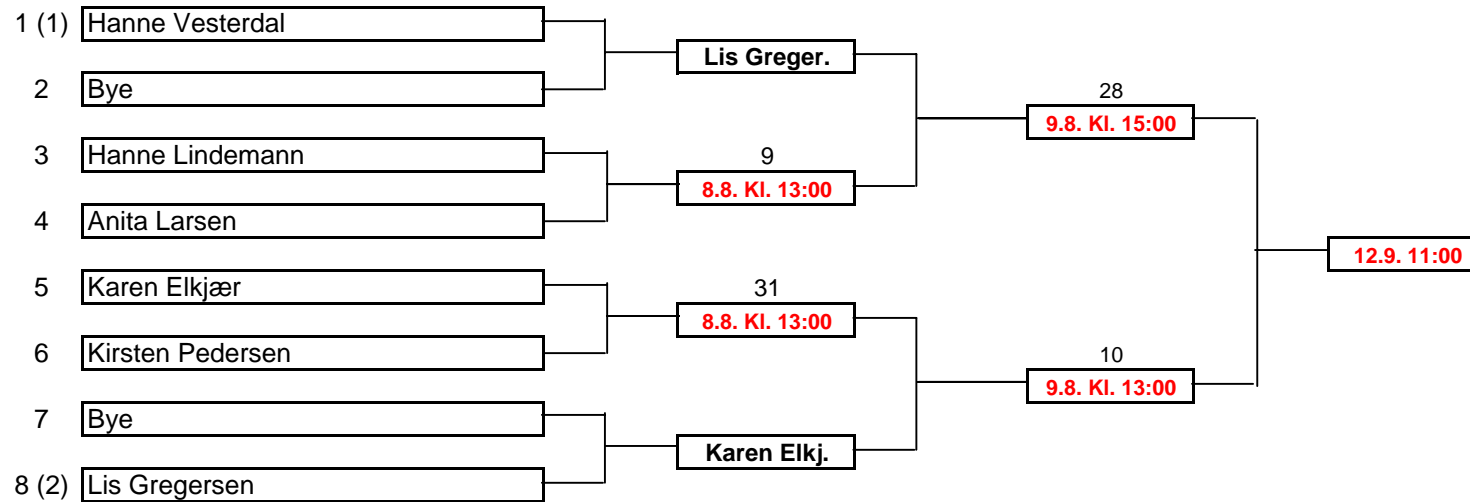 1 (1) Hanne Vesterdal
Lis Greger.
2 Bye
28
9.8. Kl. 15:00
3 Hanne Lindemann
9
8.8. Kl. 13:00
4 Anita Larsen
12.9. 11:00
5 Karen Elkjær
31
8.8. Kl. 13:00
6 Kirsten Pedersen
10
9.8. Kl. 13:00
7 Bye
Karen Elkj.
8 (2) Lis Gregersen